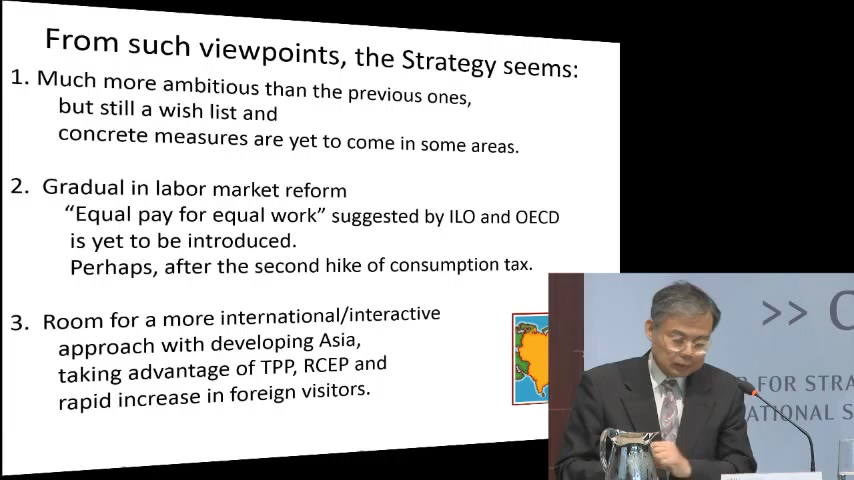 From such viewpoints, the Strategy seems:
1. Much more ambitious than the previous ones,
but still a wish list and
concrete measures are yet to come in some areas.
2. Gradual in labor market reform
“Equal pay for equal work” suggested by ILO and OECD
is yet to be introduced.
Perhaps, after the second hike of consumption tax.
3. Room for a more international/interactive
approach with developing Asia,
taking advantage of TPP, RCEP and
rapid increase in foreign visitors.
>> C
FOR STRA
ATIONAL S